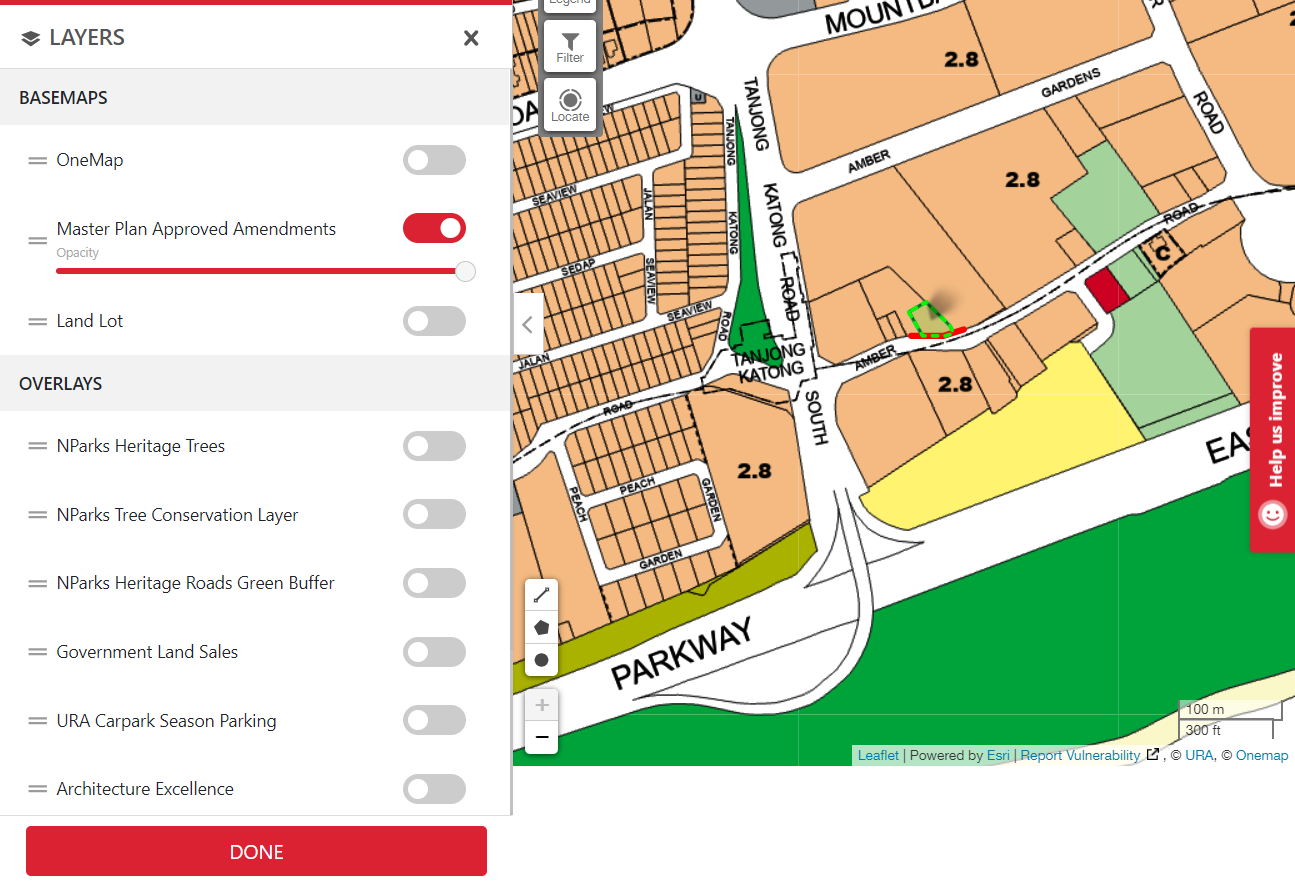 LAYERS
BASEMAPS
OneMap
Master Plan Approved Amendments
Opacity
Land Lot
OVERLAYS
NParks Heritage Trees
NParks Tree Conservation Layer
NParks Heritage Roads Green Buffer
Government Land Sales
URA Carpark Season Parking
Architecture Excellence
DONE
Legend
Filter
Locate
MOUNTBA
2.8
GARDENS
ROAD
AMBER
TANJONG
KATONG
ROAD
U
TANJONG
KATONG
ROAD
2.8
ROAD
C
SEAVIEW
JALAN
SEDAP
SEAVIEW
SEAVIEW
JALAN
ROAD
TANJONG
KATONG
SOUTH
AMBER
2.8
2.8
PEACH
PEACH
GARDEN
GARDEN
EAS
PARKWAY
Help us improve
+
−
100 m
300 ft
Leaflet | Powered by Esri | Report Vulnerability , © URA, © Onemap